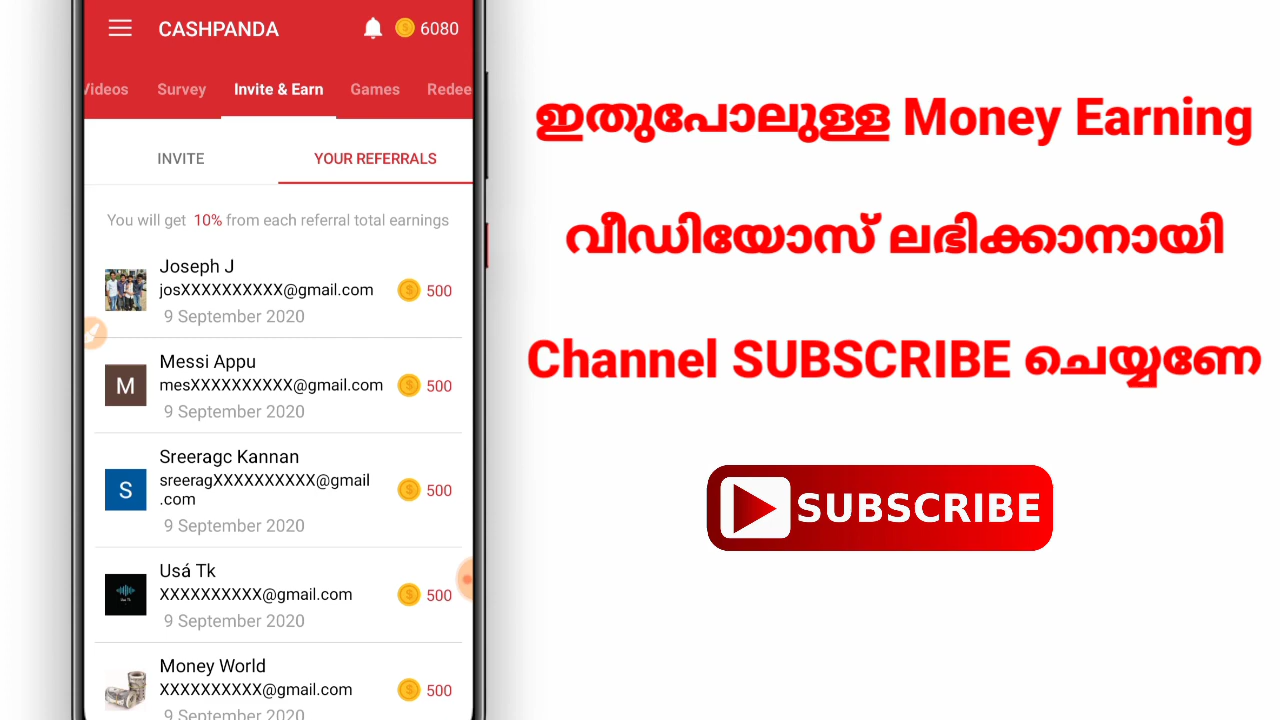 CASHPANDA
6080
Videos Survey Invite & Earn Games Redee
INVITE YOUR REFERRALS
You will get 10% from each referral total earnings
Joseph J
josXXXXXXXXXX@gmail.com
500
9 September 2020
M
Messi Appu
mesXXXXXXXXXX@gmail.com
500
9 September 2020
S
Sreeragc Kannan
sreeragXXXXXXXXXX@gmail
.com
500
9 September 2020
Usá Tk
XXXXXXXXXX@gmail.com
500
9 September 2020
Money World
XXXXXXXXXX@gmail.com
500
9 September 2020
ഇതുപോലുള്ള Money Earning
വീഡിയോസ് ലഭിക്കാനായി
Channel SUBSCRIBE ചെയ്യണേ
SUBSCRIBE